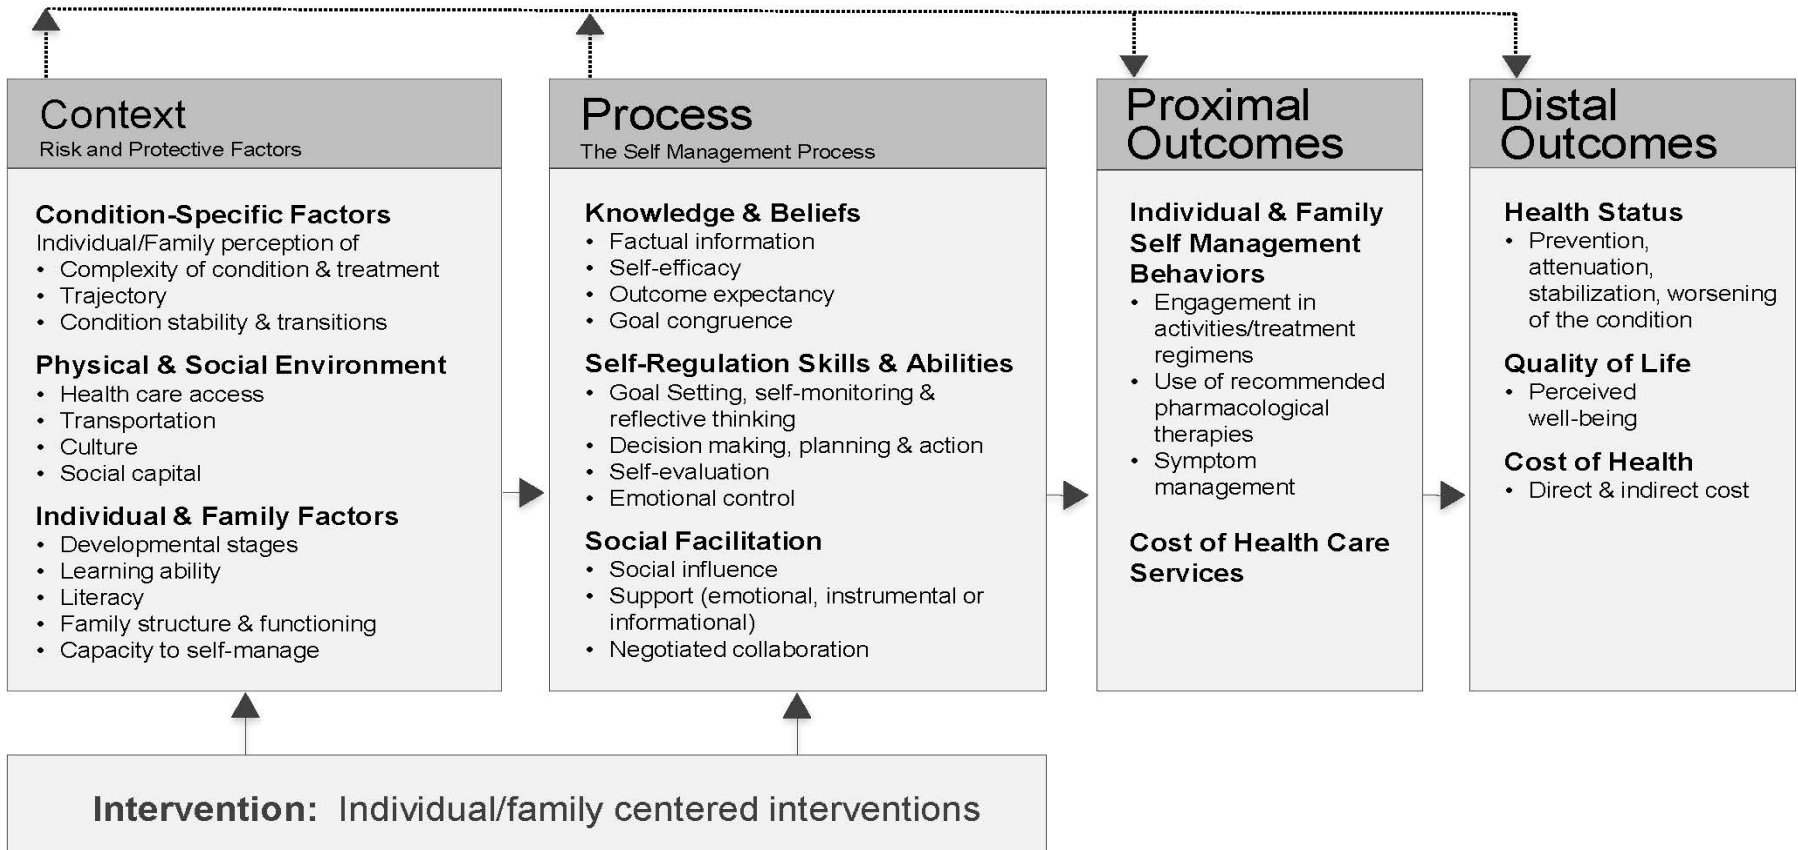 Context
Risk and Protective Factors
Condition-Specific Factors
Individual/Family perception of
• Complexity of condition & treatment
• Trajectory
• Condition stability & transitions
Physical & Social Environment
• Health care access
• Transportation
• Culture
• Social capital
Individual & Family Factors
• Developmental stages
• Learning ability
• Literacy
• Family structure & functioning
• Capacity to self-manage
Process
The Self Management Process
Knowledge & Beliefs
• Factual information
• Self-efficacy
• Outcome expectancy
• Goal congruence
Self-Regulation Skills & Abilities
• Goal Setting, self-monitoring &
reflective thinking
• Decision making, planning & action
• Self-evaluation
• Emotional control
Social Facilitation
• Social influence
• Support (emotional, instrumental or
informational)
• Negotiated collaboration
Proximal
Outcomes
Individual & Family
Self Management
Behaviors
• Engagement in
activities/treatment
regimens
• Use of recommended
pharmacological
therapies
• Symptom
management
Cost of Health Care
Services
Distal
Outcomes
Health Status
• Prevention,
attenuation,
stabilization, worsening
of the condition
Quality of Life
• Perceived
well-being
Cost of Health
• Direct & indirect cost
Intervention: Individual/family centered interventions